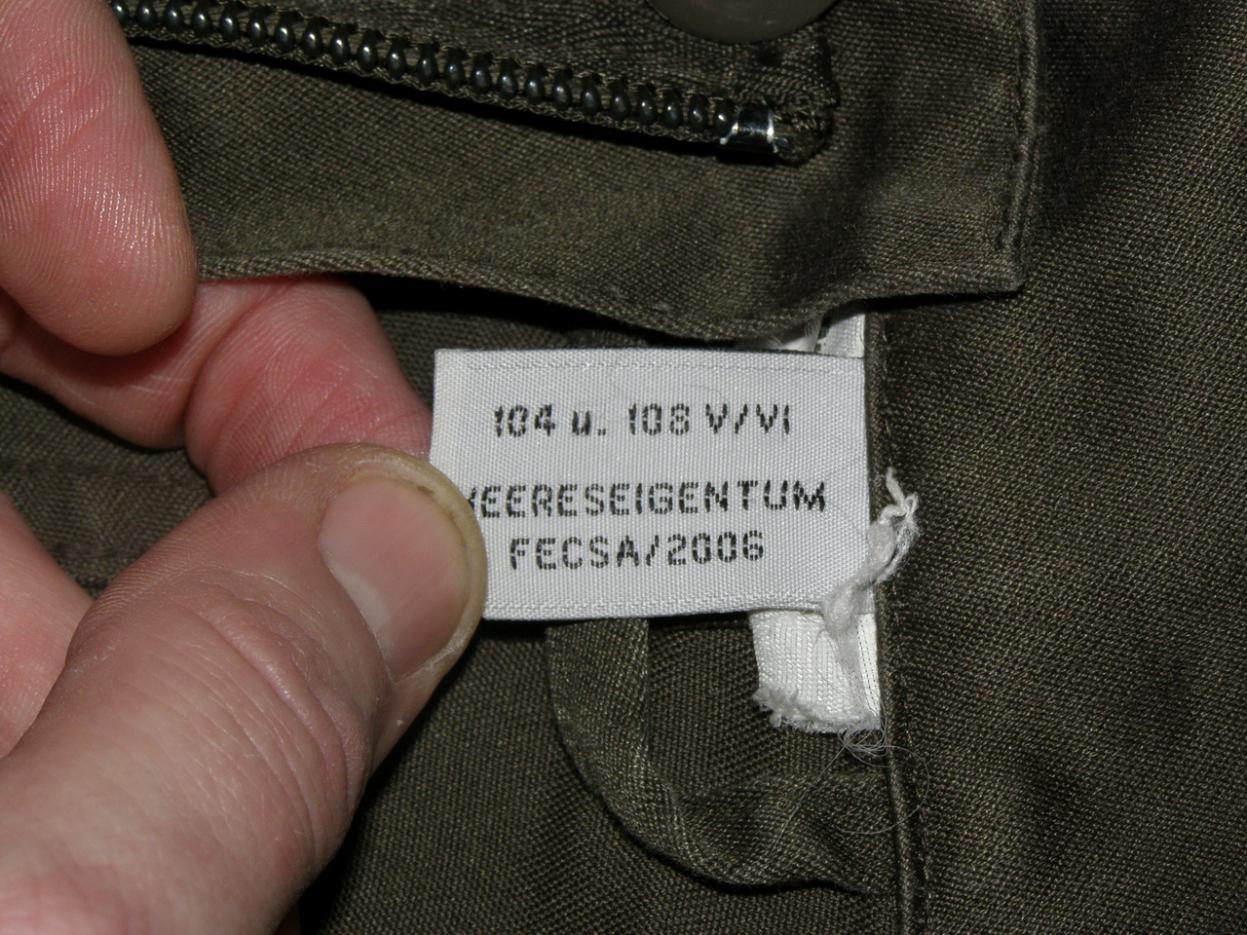 104 u. 108 V/VI
HEERESEIGENTUM
FECSA/2006